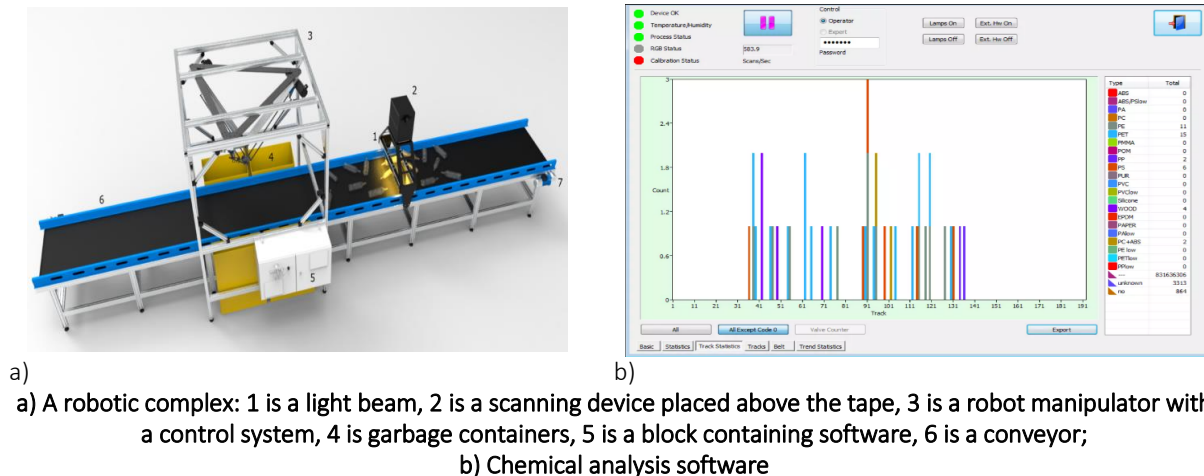 3
2
1
4
6
7
5
Device OK
Temperature/Humidity
Process Status
RGB Status
Calibration Status
583.9
Scans/Sec
Control
Operator
Export
•••••••
Password
Lamps On
Ext. Hw On
Lamps Off
Ext. Hw Off
3
2.4
1.8
Count
1.2
0.6
0
1 11 21 31 41 51 61 71 81 91 101 111 121 131 141 151 161 171 181 191
Track
Type Total
ABS 0
ABS/PSlow 0
PA 0
PC 0
PE 11
PET 15
PMMA 0
POM 0
PP 2
PS 6
PUR 0
PVC 0
PVClow 0
Silicone 0
WOOD 4
EPDM 0
PAPER 0
PAlow 0
PC+ABS 2
PE low 0
PETlow 0
PPlow 0
--- 831636306
unknown 3313
no 864
All
All Except Code 0
Valve Counter
Export
Basic
Statistics
Track Statistics
Tracks
Belt
Trend Statistics
a)
b)
a) A robotic complex: 1 is a light beam, 2 is a scanning device placed above the tape, 3 is a robot manipulator with
a control system, 4 is garbage containers, 5 is a block containing software, 6 is a conveyor;
b) Chemical analysis software